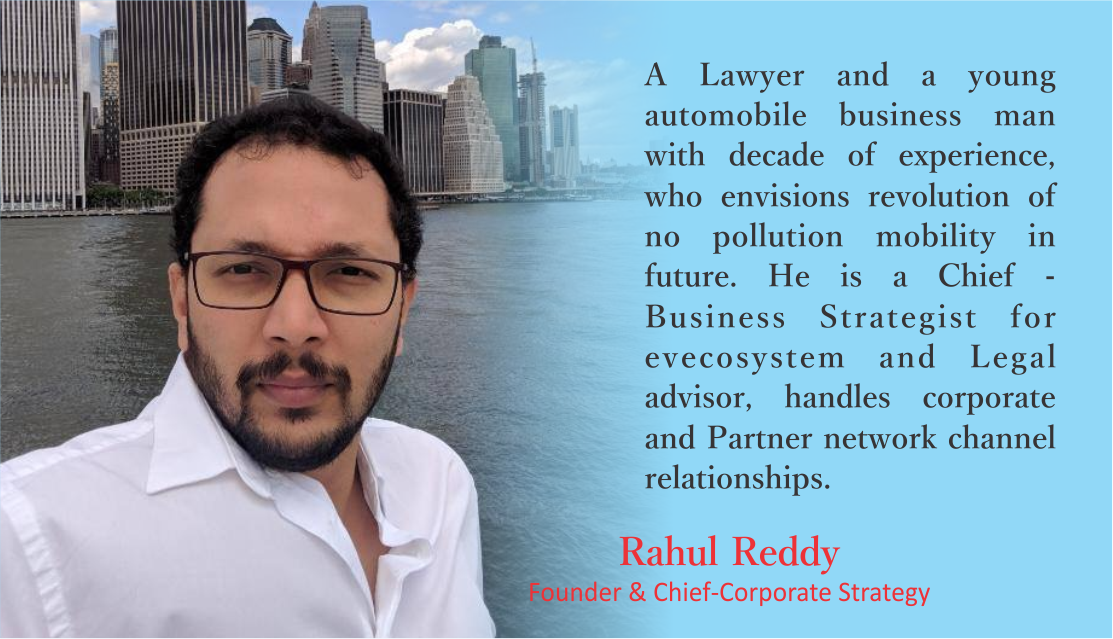 A Lawyer and a young
automobile business man
with decade of experience,
who envisions revolution of
no pollution mobility in
future. He is a Chief -
Business Strategist for
evecosystem and Legal
advisor, handles corporate
and Partner network channel
relationships.
Rahul Reddy
Founder & Chief-Corporate Strategy